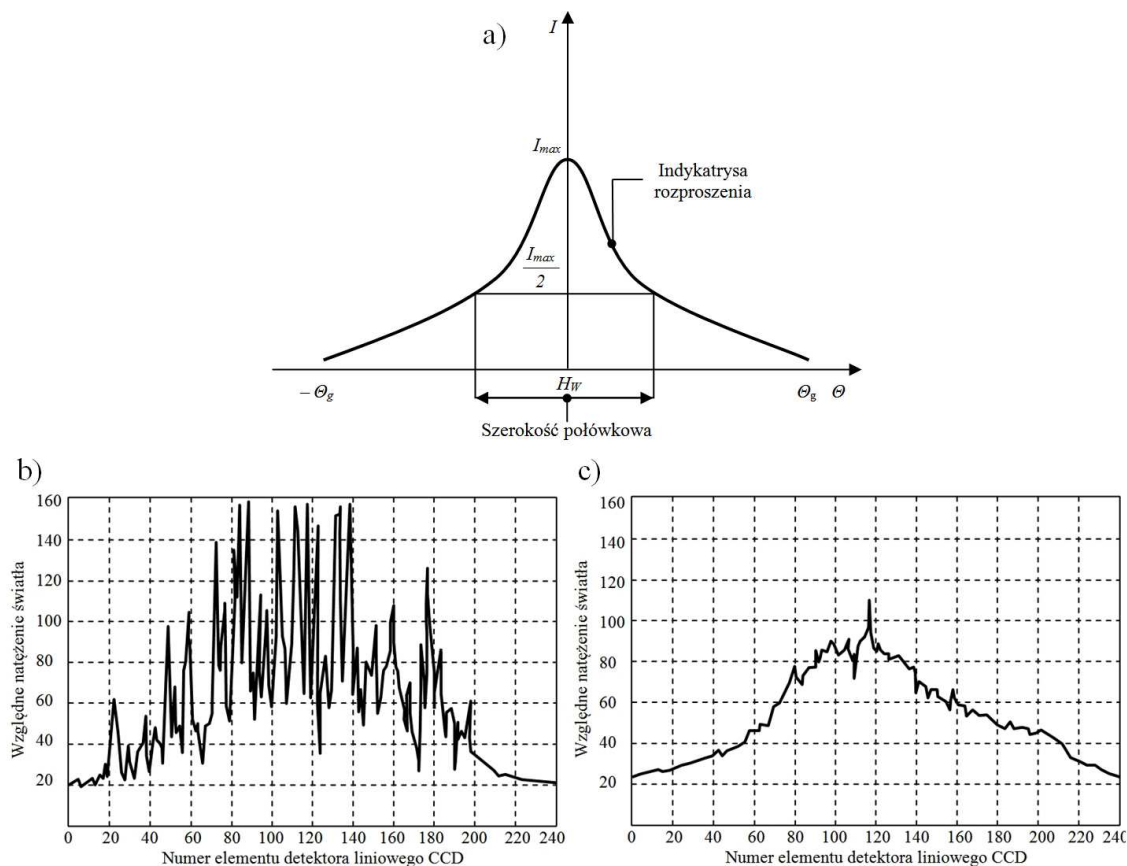 a)
I
I_max
Indykatrysa
rozproszenia
I_max
2
H_W
– Θ_g
Θ_g Θ
Szerokość połówkowa
b)
160
140
120
100
80
60
40
20
0 20 40 60 80 100 120 140 160 180 200 220 240
Względne natężenie światła
Numer elementu detektora liniowego CCD
c)
160
140
120
100
80
60
40
20
0 20 40 60 80 100 120 140 160 180 200 220 240
Względne natężenie światła
Numer elementu detektora liniowego CCD